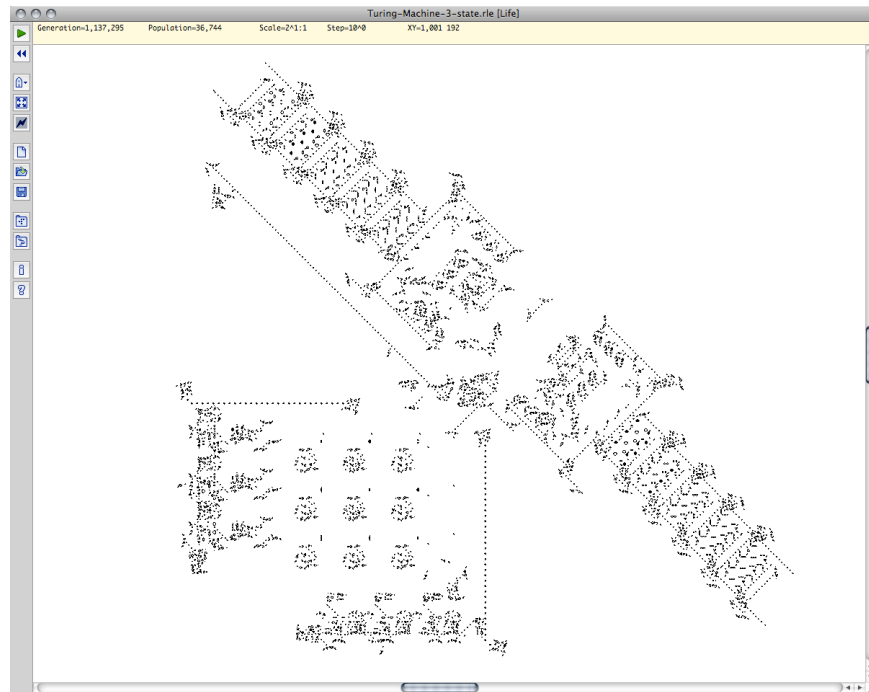 Turing-Machine-3-state.rle [Life]
Generation=1,137,295 Population=36,744 Scale=2^1:1 Step=10^0 XY=1,001 192